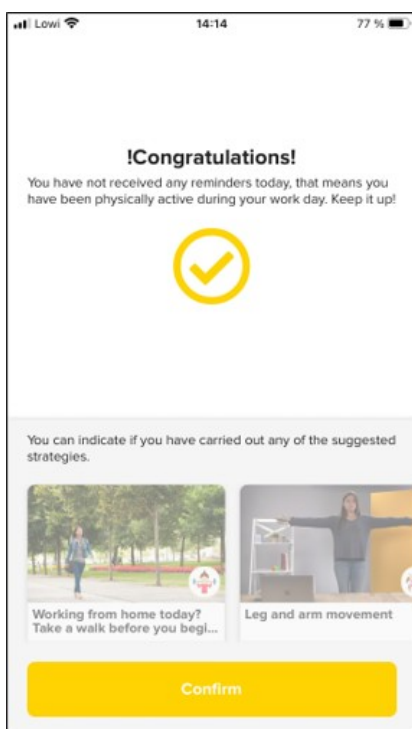 Lowi 14:14 77 %
!Congratulations!
You have not received any reminders today, that means you
have been physically active during your work day. Keep it up!
You can indicate if you have carried out any of the suggested
strategies.
Working from home today?
Take a walk before you begi...
Leg and arm movement
Confirm